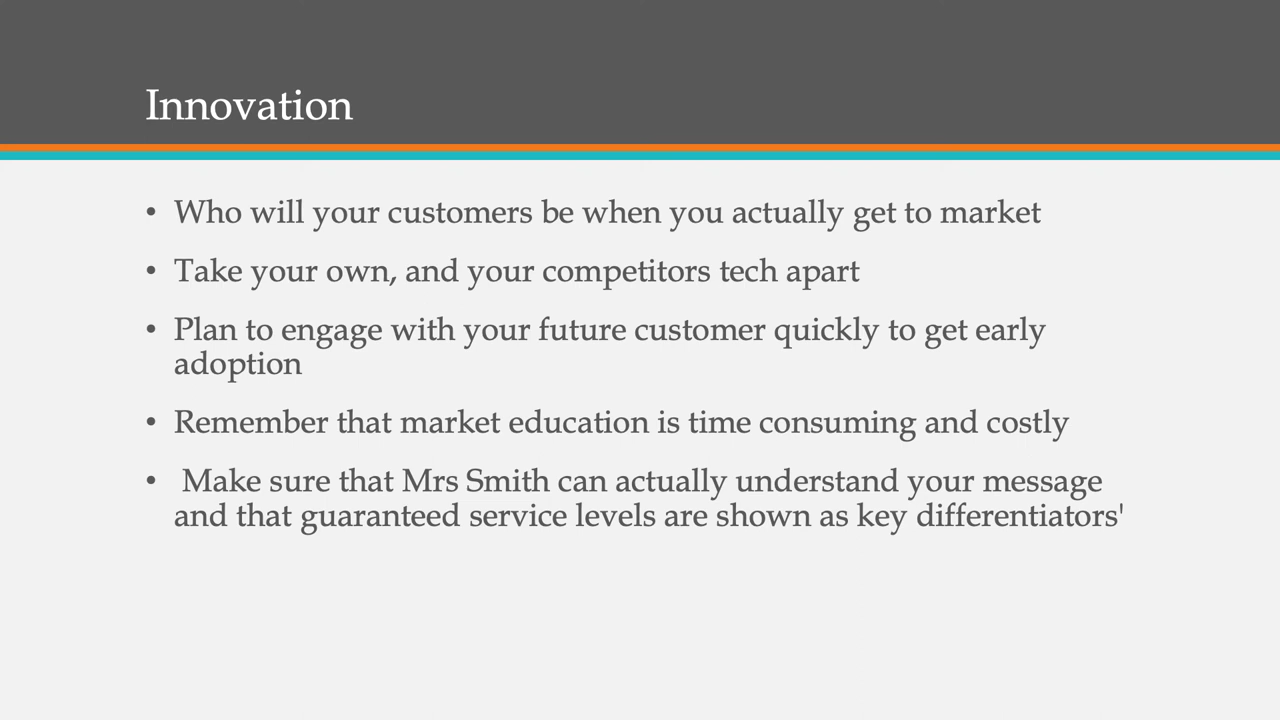 Innovation
• Who will your customers be when you actually get to market
• Take your own, and your competitors tech apart
• Plan to engage with your future customer quickly to get early
adoption
• Remember that market education is time consuming and costly
• Make sure that Mrs Smith can actually understand your message
and that guaranteed service levels are shown as key differentiators'